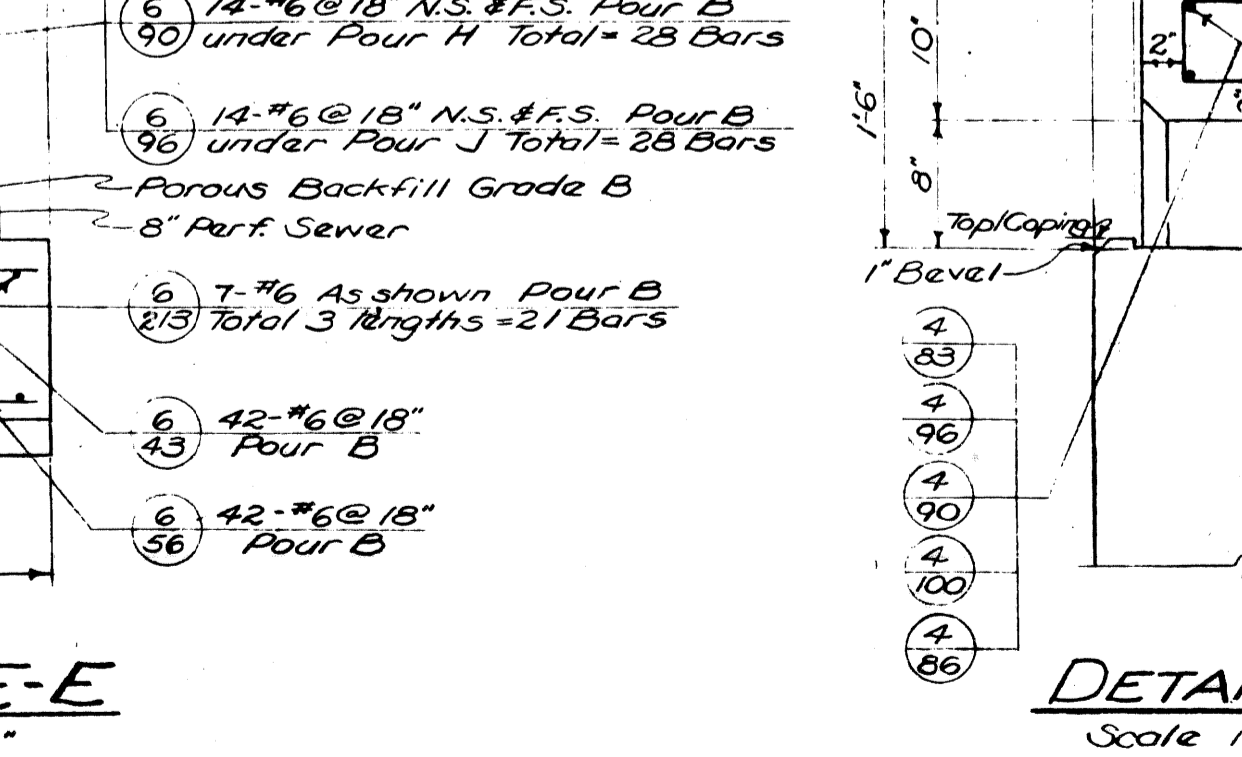 6 14-#6@18" N.S. & F.S. Pour B
90 under Pour H Total = 28 Bars
6 14-#6@18" N.S. & F.S. Pour B
96 under Pour J Total = 28 Bars
Porous Backfill Grade B
8" Perf. Sewer
6 7-#6 As shown Pour B
213 Total 3 lengths = 21 Bars
6 42-#6@18"
43 Pour B
6 42-#6@18"
56 Pour B
E-E
10"
2"
1'-6"
8"
Top/Coping
1" Bevel
4
83
4
96
4
90
4
100
4
86
DETA
Scale 1